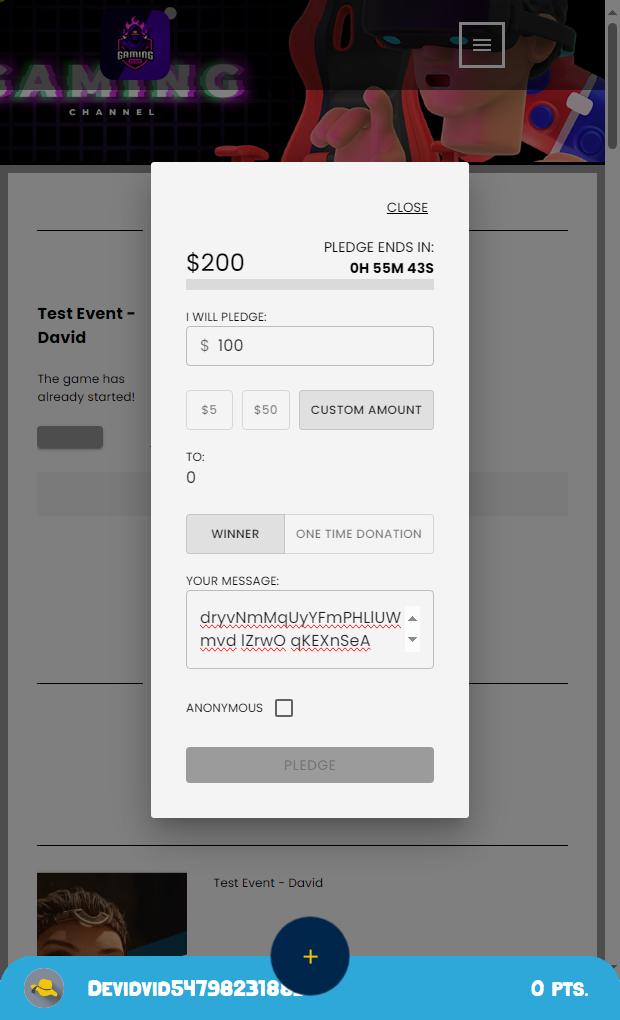 GAMING
GAMING
CHANNEL
CLOSE
PLEDGE ENDS IN:
$200
0H 55M 43S
I WILL PLEDGE:
$ 100
$5 $50 CUSTOM AMOUNT
TO:
0
WINNER ONE TIME DONATION
YOUR MESSAGE:
dryvNmMqUyYFmPHLlUW
mvd lZrwO qKEXnSeA
ANONYMOUS
PLEDGE
Test Event -
David
The game has
already started!
Test Event - David
+
0 PTS.